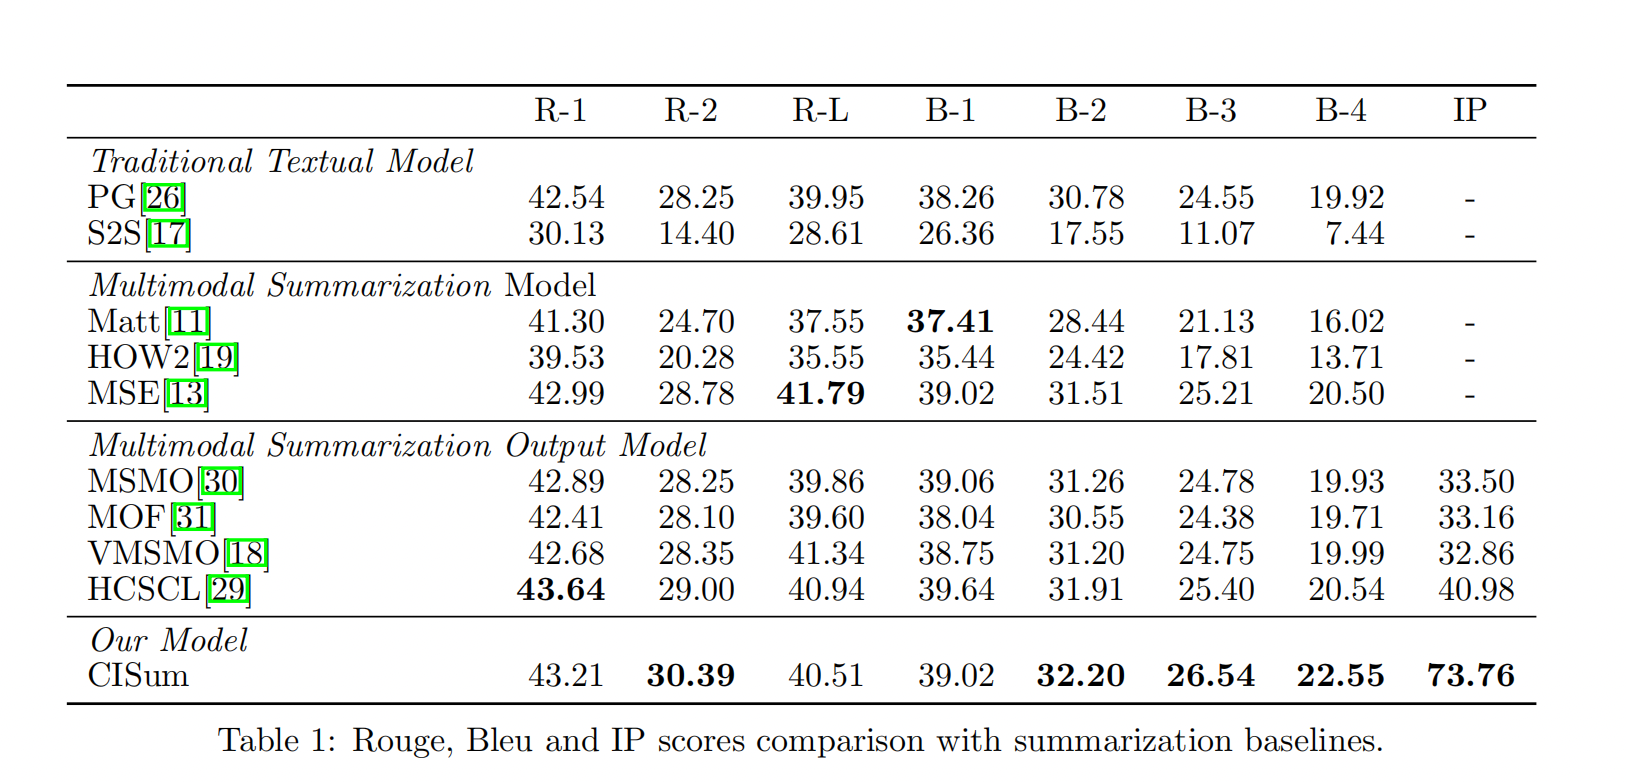 R-1 R-2 R-L B-1 B-2 B-3 B-4 IP
Traditional Textual Model
PG[26] 42.54 28.25 39.95 38.26 30.78 24.55 19.92 -
S2S[17] 30.13 14.40 28.61 26.36 17.55 11.07 7.44 -
Multimodal Summarization Model
Matt[11] 41.30 24.70 37.55 37.41 28.44 21.13 16.02 -
HOW2[19] 39.53 20.28 35.55 35.44 24.42 17.81 13.71 -
MSE[13] 42.99 28.78 41.79 39.02 31.51 25.21 20.50 -
Multimodal Summarization Output Model
MSMO[30] 42.89 28.25 39.86 39.06 31.26 24.78 19.93 33.50
MOF[31] 42.41 28.10 39.60 38.04 30.55 24.38 19.71 33.16
VMSMO[18] 42.68 28.35 41.34 38.75 31.20 24.75 19.99 32.86
HCSCL[29] 43.64 29.00 40.94 39.64 31.91 25.40 20.54 40.98
Our Model
CISum 43.21 30.39 40.51 39.02 32.20 26.54 22.55 73.76
Table 1: Rouge, Bleu and IP scores comparison with summarization baselines.